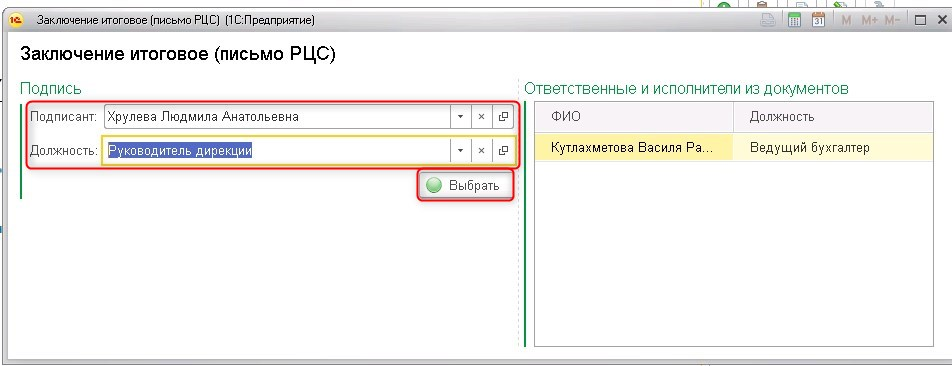 Заключение итоговое (письмо РЦС) (1С:Предприятие)
M M+ M-
Заключение итоговое (письмо РЦС)
Подпись
Подписант: Хрулева Людмила Анатольевна
Должность: Руководитель дирекции
Выбрать
Ответственные и исполнители из документов
ФИО Должность
Кутлахметова Василя Ра... Ведущий бухгалтер